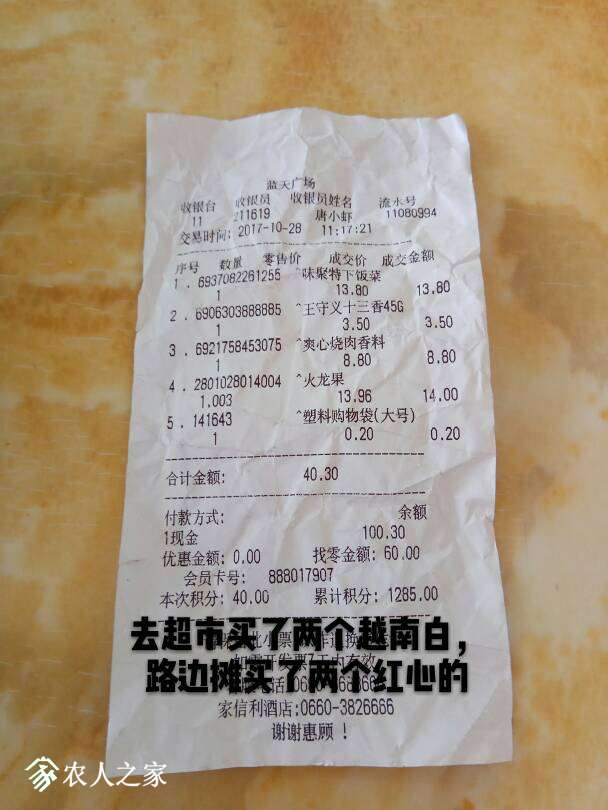 蓝天广场
收银台 收银员 收银员姓名 流水号
11 211619 唐小虾 11080994
交易时间: 2017-10-28 11:17:21
序号 数量 零售价 成交价 成交金额
1 . 6937082261255 ^味聚特下饭菜
1 13.80 13.80
2 . 6906303888885 ^王守义十三香45G
1 3.50 3.50
3 . 6921758453075 ^爽心烧肉香料
1 8.80 8.80
4 . 2801028014004 ^火龙果
1.003 13.96 14.00
5 . 141643 ^塑料购物袋(大号)
1 0.20 0.20
合计金额: 40.30
付款方式: 余额
1现金 100.30
优惠金额: 0.00 找零金额: 60.00
会员卡号: 888017907
本次积分: 40.00 累计积分: 1285.00
去超市买了两个越南白，
路边摊买了两个红心的
家信利酒店:0660-3826666
谢谢惠顾！
农人之家